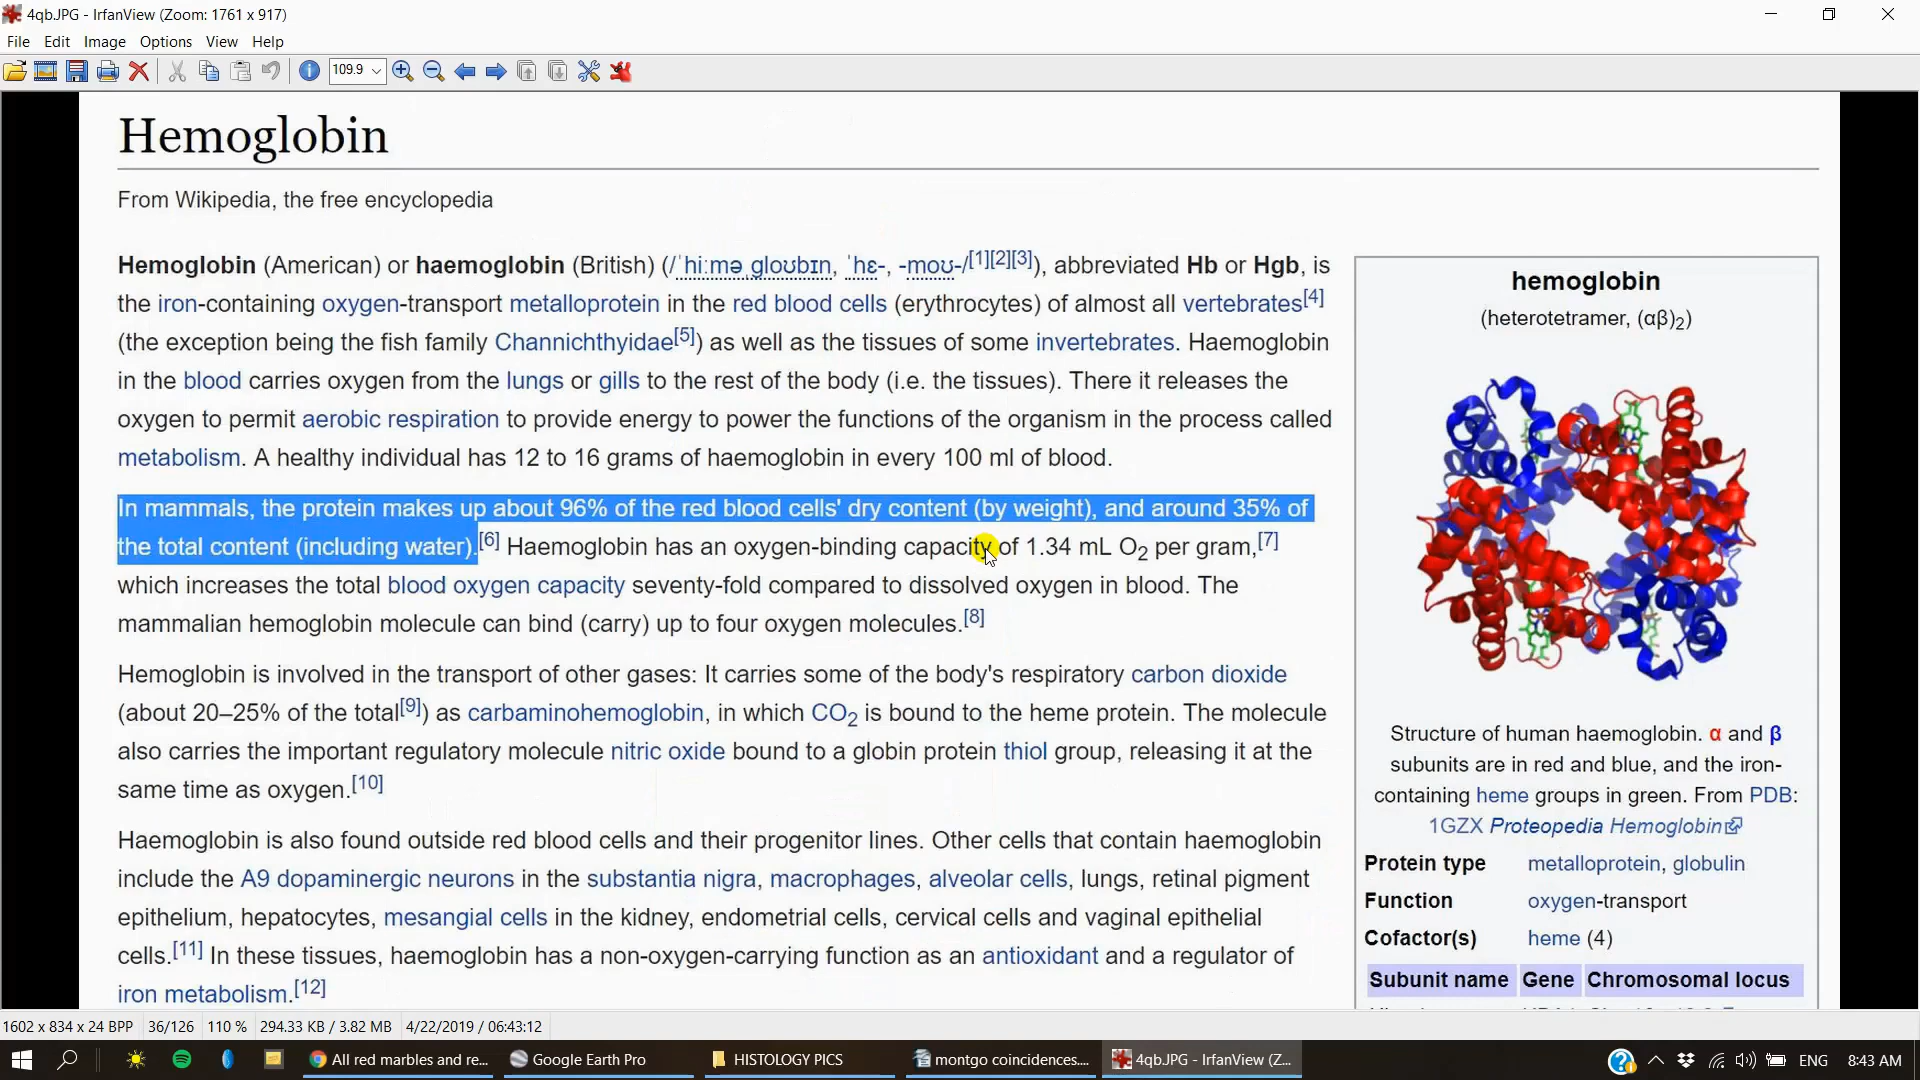 4qb.JPG - IrfanView (Zoom: 1761 x 917)
File Edit Image Options View Help
109.9
Hemoglobin
From Wikipedia, the free encyclopedia
Hemoglobin (American) or haemoglobin (British) (/ˈhiːməˌɡloʊbɪn, ˈhɛ-, -moʊ-/[1][2][3]), abbreviated Hb or Hgb, is
the iron-containing oxygen-transport metalloprotein in the red blood cells (erythrocytes) of almost all vertebrates[4]
(the exception being the fish family Channichthyidae[5]) as well as the tissues of some invertebrates. Haemoglobin
in the blood carries oxygen from the lungs or gills to the rest of the body (i.e. the tissues). There it releases the
oxygen to permit aerobic respiration to provide energy to power the functions of the organism in the process called
metabolism. A healthy individual has 12 to 16 grams of haemoglobin in every 100 ml of blood.
In mammals, the protein makes up about 96% of the red blood cells' dry content (by weight), and around 35% of
the total content (including water).[6] Haemoglobin has an oxygen-binding capacity of 1.34 mL O2 per gram,[7]
which increases the total blood oxygen capacity seventy-fold compared to dissolved oxygen in blood. The
mammalian hemoglobin molecule can bind (carry) up to four oxygen molecules.[8]
Hemoglobin is involved in the transport of other gases: It carries some of the body's respiratory carbon dioxide
(about 20–25% of the total[9]) as carbaminohemoglobin, in which CO2 is bound to the heme protein. The molecule
also carries the important regulatory molecule nitric oxide bound to a globin protein thiol group, releasing it at the
same time as oxygen.[10]
Haemoglobin is also found outside red blood cells and their progenitor lines. Other cells that contain haemoglobin
include the A9 dopaminergic neurons in the substantia nigra, macrophages, alveolar cells, lungs, retinal pigment
epithelium, hepatocytes, mesangial cells in the kidney, endometrial cells, cervical cells and vaginal epithelial
cells.[11] In these tissues, haemoglobin has a non-oxygen-carrying function as an antioxidant and a regulator of
iron metabolism.[12]
hemoglobin
(heterotetramer, (αβ)2)
Structure of human haemoglobin. α and β
subunits are in red and blue, and the iron-
containing heme groups in green. From PDB:
1GZX Proteopedia Hemoglobin
Protein type metalloprotein, globulin
Function oxygen-transport
Cofactor(s) heme (4)
Subunit name Gene Chromosomal locus
1602 x 834 x 24 BPP 36/126 110 % 294.33 KB / 3.82 MB 4/22/2019 / 06:43:12
All red marbles and re... Google Earth Pro HISTOLOGY PICS montgo coincidences.... 4qb.JPG - IrfanView (Z... ENG 8:43 AM